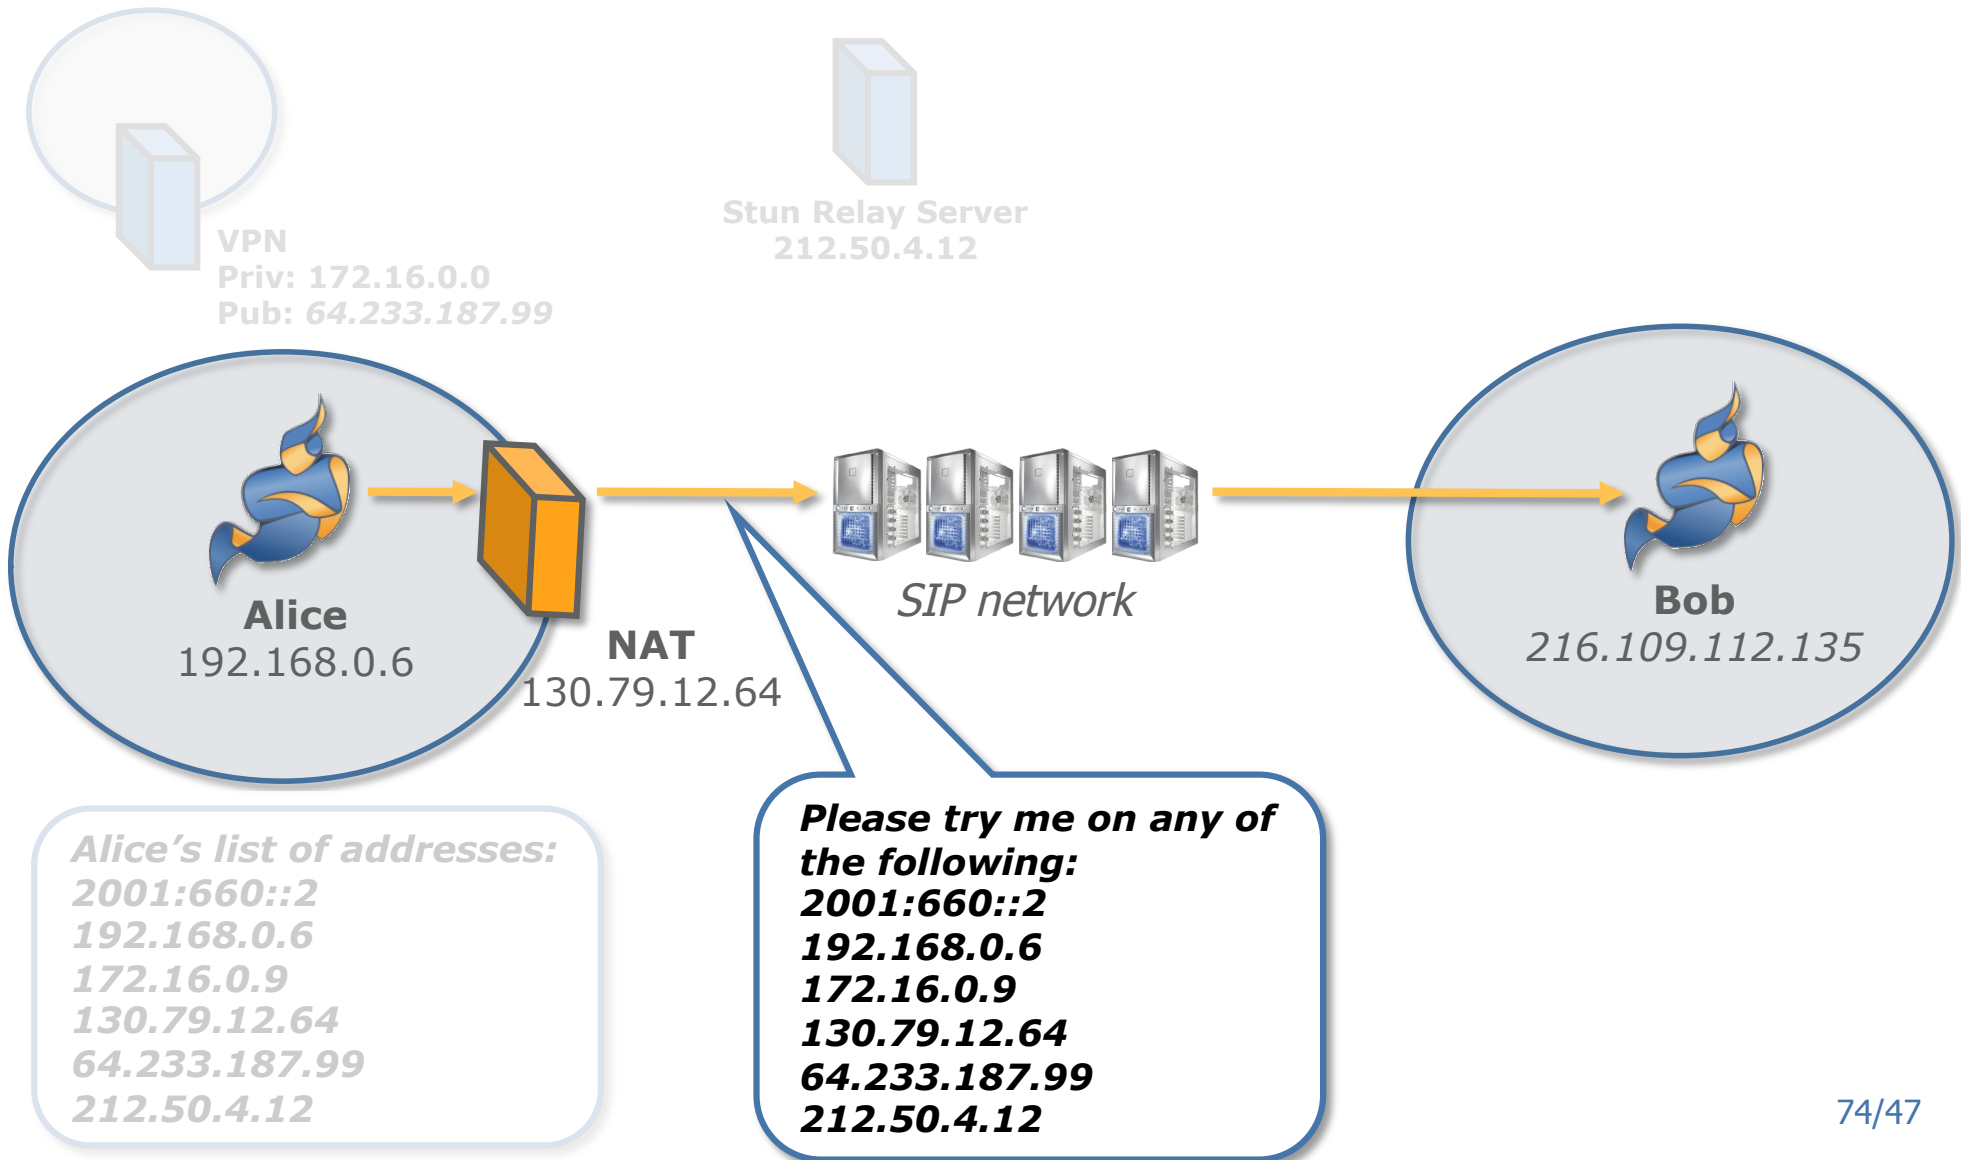 VPN
Priv: 172.16.0.0
Pub: 64.233.187.99
Stun Relay Server
212.50.4.12
Alice
192.168.0.6
NAT
130.79.12.64
SIP network
Bob
216.109.112.135
Alice’s list of addresses:
2001:660::2
192.168.0.6
172.16.0.9
130.79.12.64
64.233.187.99
212.50.4.12
Please try me on any of
the following:
2001:660::2
192.168.0.6
172.16.0.9
130.79.12.64
64.233.187.99
212.50.4.12
74/47